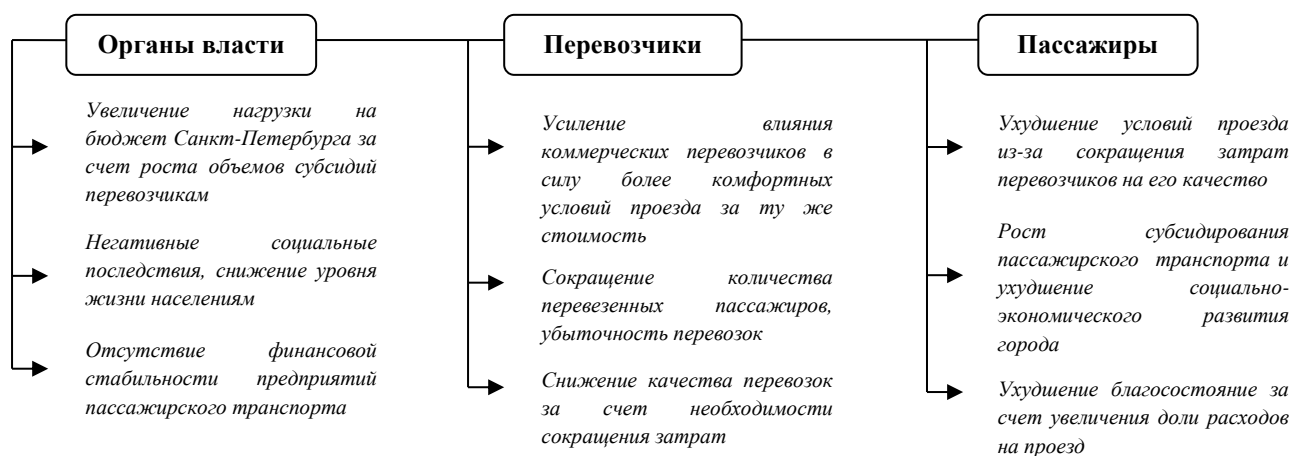 Органы власти
Увеличение нагрузки на
бюджет Санкт-Петербурга за
счет роста объемов субсидий
перевозчикам
Негативные социальные
последствия, снижение уровня
жизни населениям
Отсутствие финансовой
стабильности предприятий
пассажирского транспорта
Перевозчики
Усиление влияния
коммерческих перевозчиков в
силу более комфортных
условий проезда за ту же
стоимость
Сокращение количества
перевезенных пассажиров,
убыточность перевозок
Снижение качества перевозок
за счет необходимости
сокращения затрат
Пассажиры
Ухудшение условий проезда
из-за сокращения затрат
перевозчиков на его качество
Рост субсидирования
пассажирского транспорта и
ухудшение социально-
экономического развития
города
Ухудшение благосостояние за
счет увеличения доли расходов
на проезд